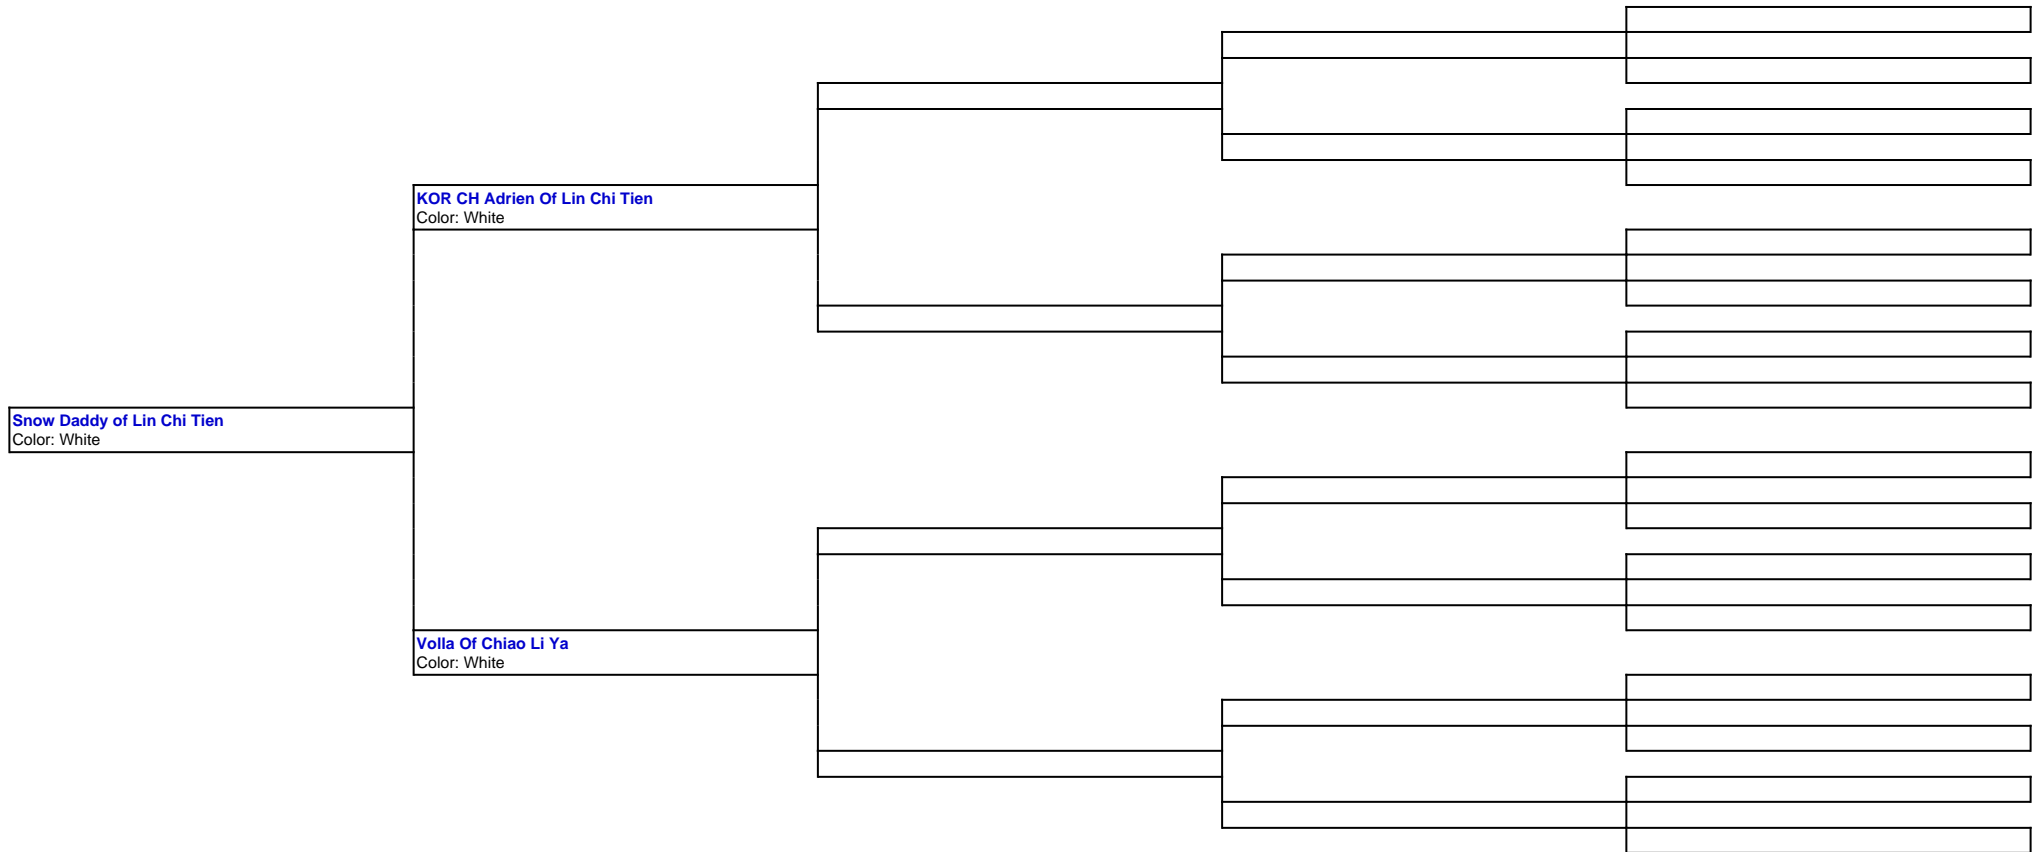 KOR CH Adrien Of Lin Chi Tien
Color: White
Snow Daddy of Lin Chi Tien
Color: White
Volla Of Chiao Li Ya
Color: White